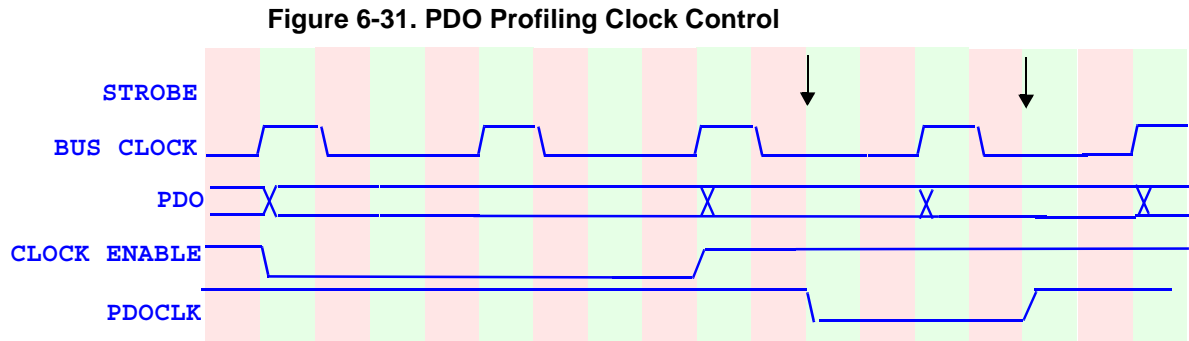 Figure 6-31. PDO Profiling Clock Control
STROBE
BUS CLOCK
PDO
CLOCK ENABLE
PDOCLK